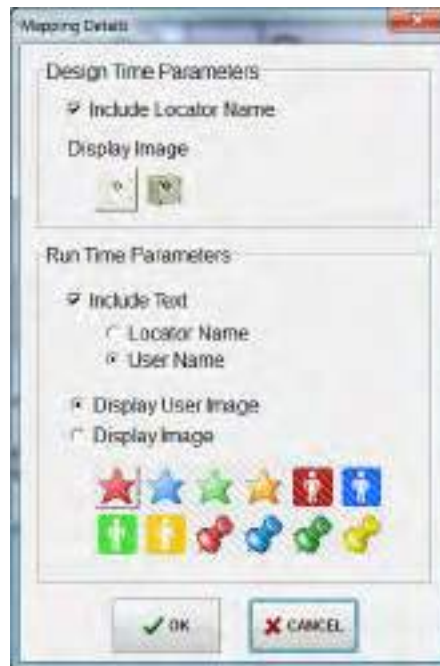 Mapping Details
Design Time Parameters
Include Locator Name
Display Image
Run Time Parameters
Include Text
Locator Name
User Name
Display User Image
Display Image
OK
CANCEL